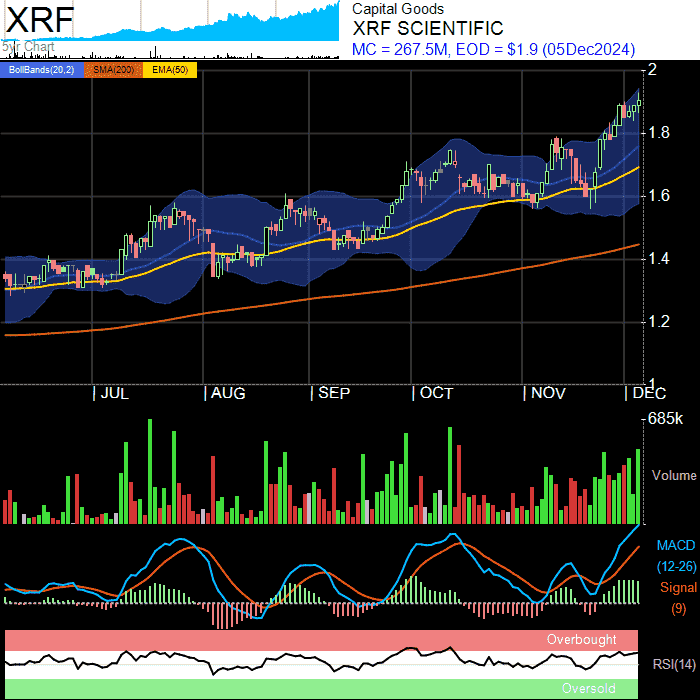 XRF
5yr Chart
Capital Goods
XRF SCIENTIFIC
MC = 267.5M, EOD = $1.9 (05Dec2024)
BollBands(20,2) SMA(200) EMA(50)
2
1.8
1.6
1.4
1.2
1
| JUL | AUG | SEP | OCT | NOV | DEC
685k
Volume
MACD
(12-26)
Signal
(9)
Overbought
RSI(14)
Oversold